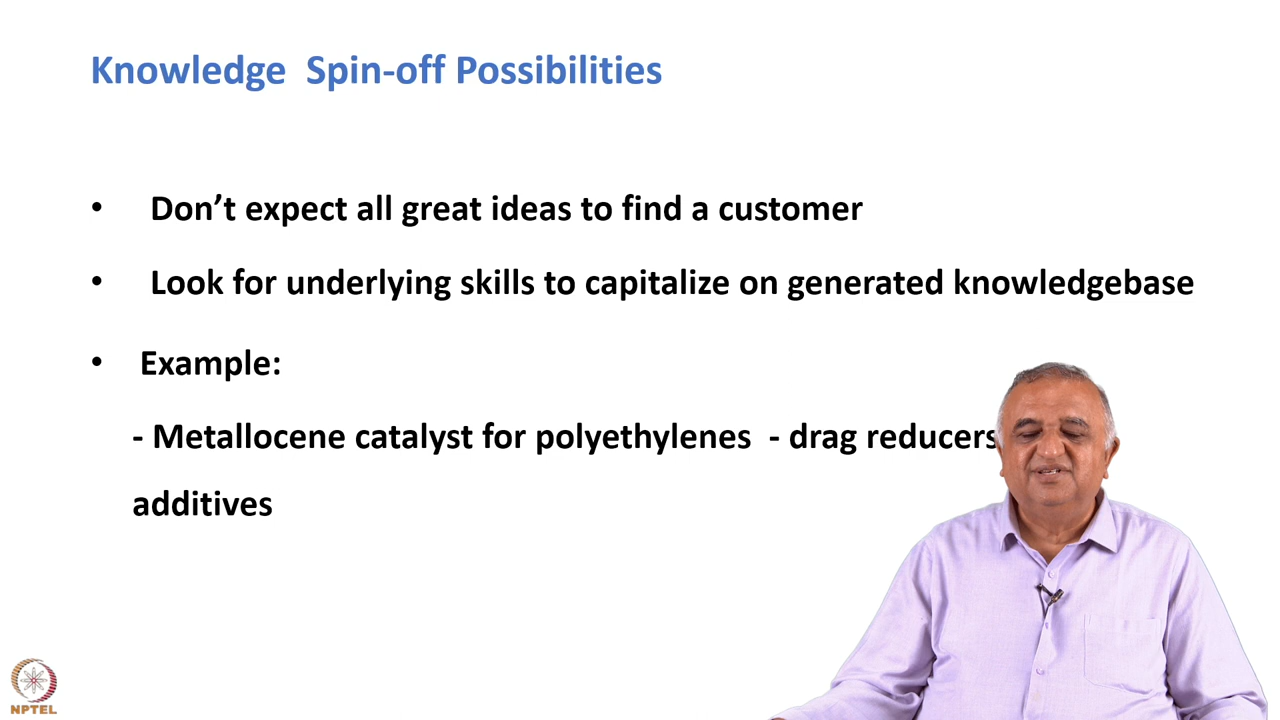 Knowledge Spin-off Possibilities
• Don't expect all great ideas to find a customer
• Look for underlying skills to capitalize on generated knowledgebase
• Example:
- Metallocene catalyst for polyethylenes - drag reducers
additives
NPTEL